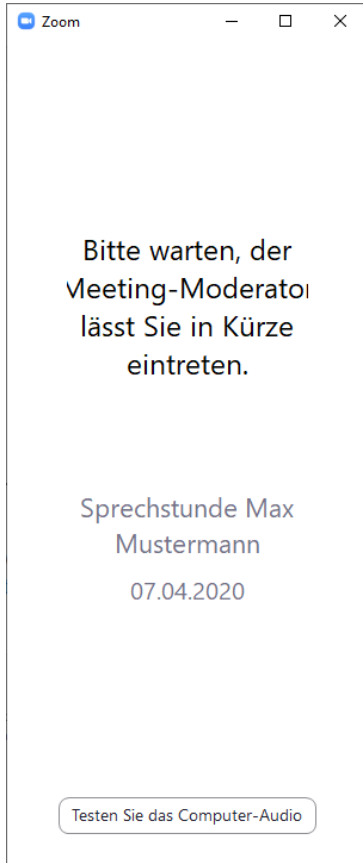 Zoom
Bitte warten, der
Meeting-Moderator
lässt Sie in Kürze
eintreten.
Sprechstunde Max
Mustermann
07.04.2020
Testen Sie das Computer-Audio